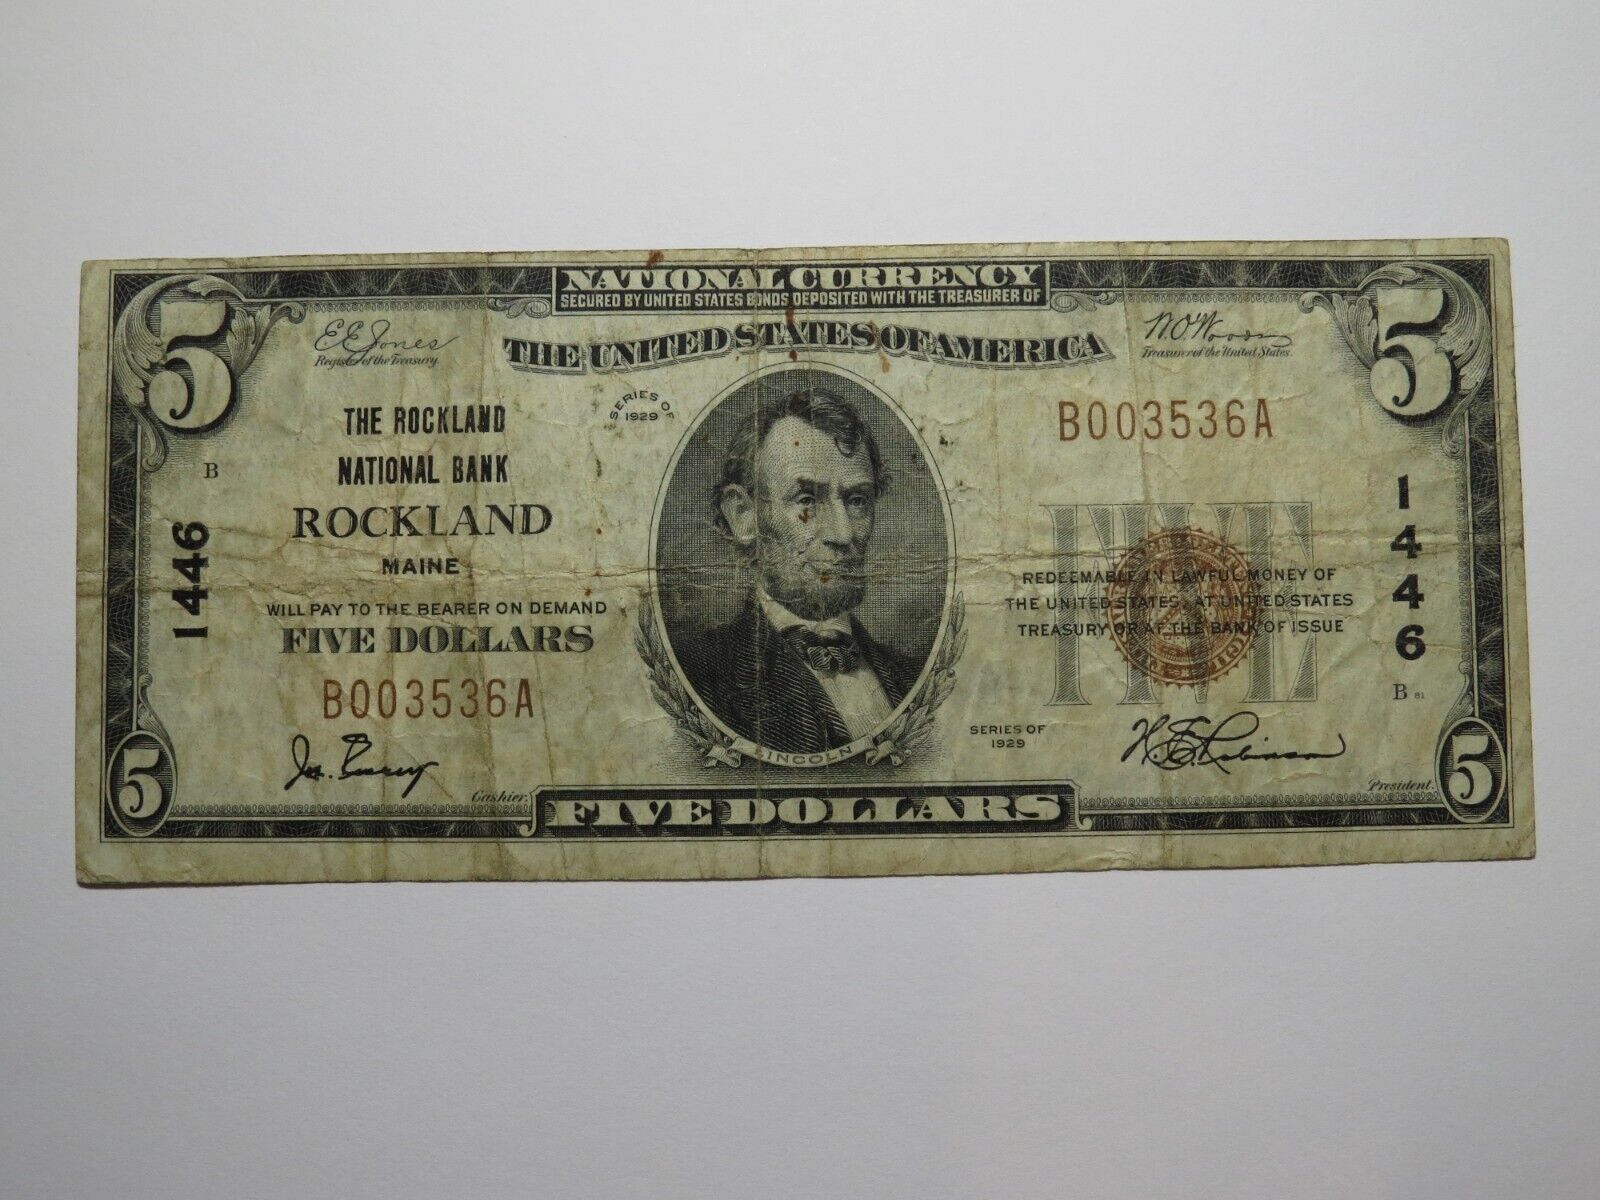 NATIONAL CURRENCY
SECURED BY UNITED STATES BONDS DEPOSITED WITH THE TREASURER OF
THE UNITED STATES OF AMERICA
5
5
E E Jones
Register of the Treasury.
W.O. Woods
Treasurer of the United States.
SERIES OF
1929
THE ROCKLAND
NATIONAL BANK
ROCKLAND
MAINE
WILL PAY TO THE BEARER ON DEMAND
FIVE DOLLARS
B
1446
B003536A
B003536A
1446
FIVE
REDEEMABLE IN LAWFUL MONEY OF
THE UNITED STATES, AT UNITED STATES
TREASURY OR AT THE BANK OF ISSUE
B 81
LINCOLN
SERIES OF
1929
Cashier.
H. E. Robinson
President.
5
FIVE DOLLARS
5